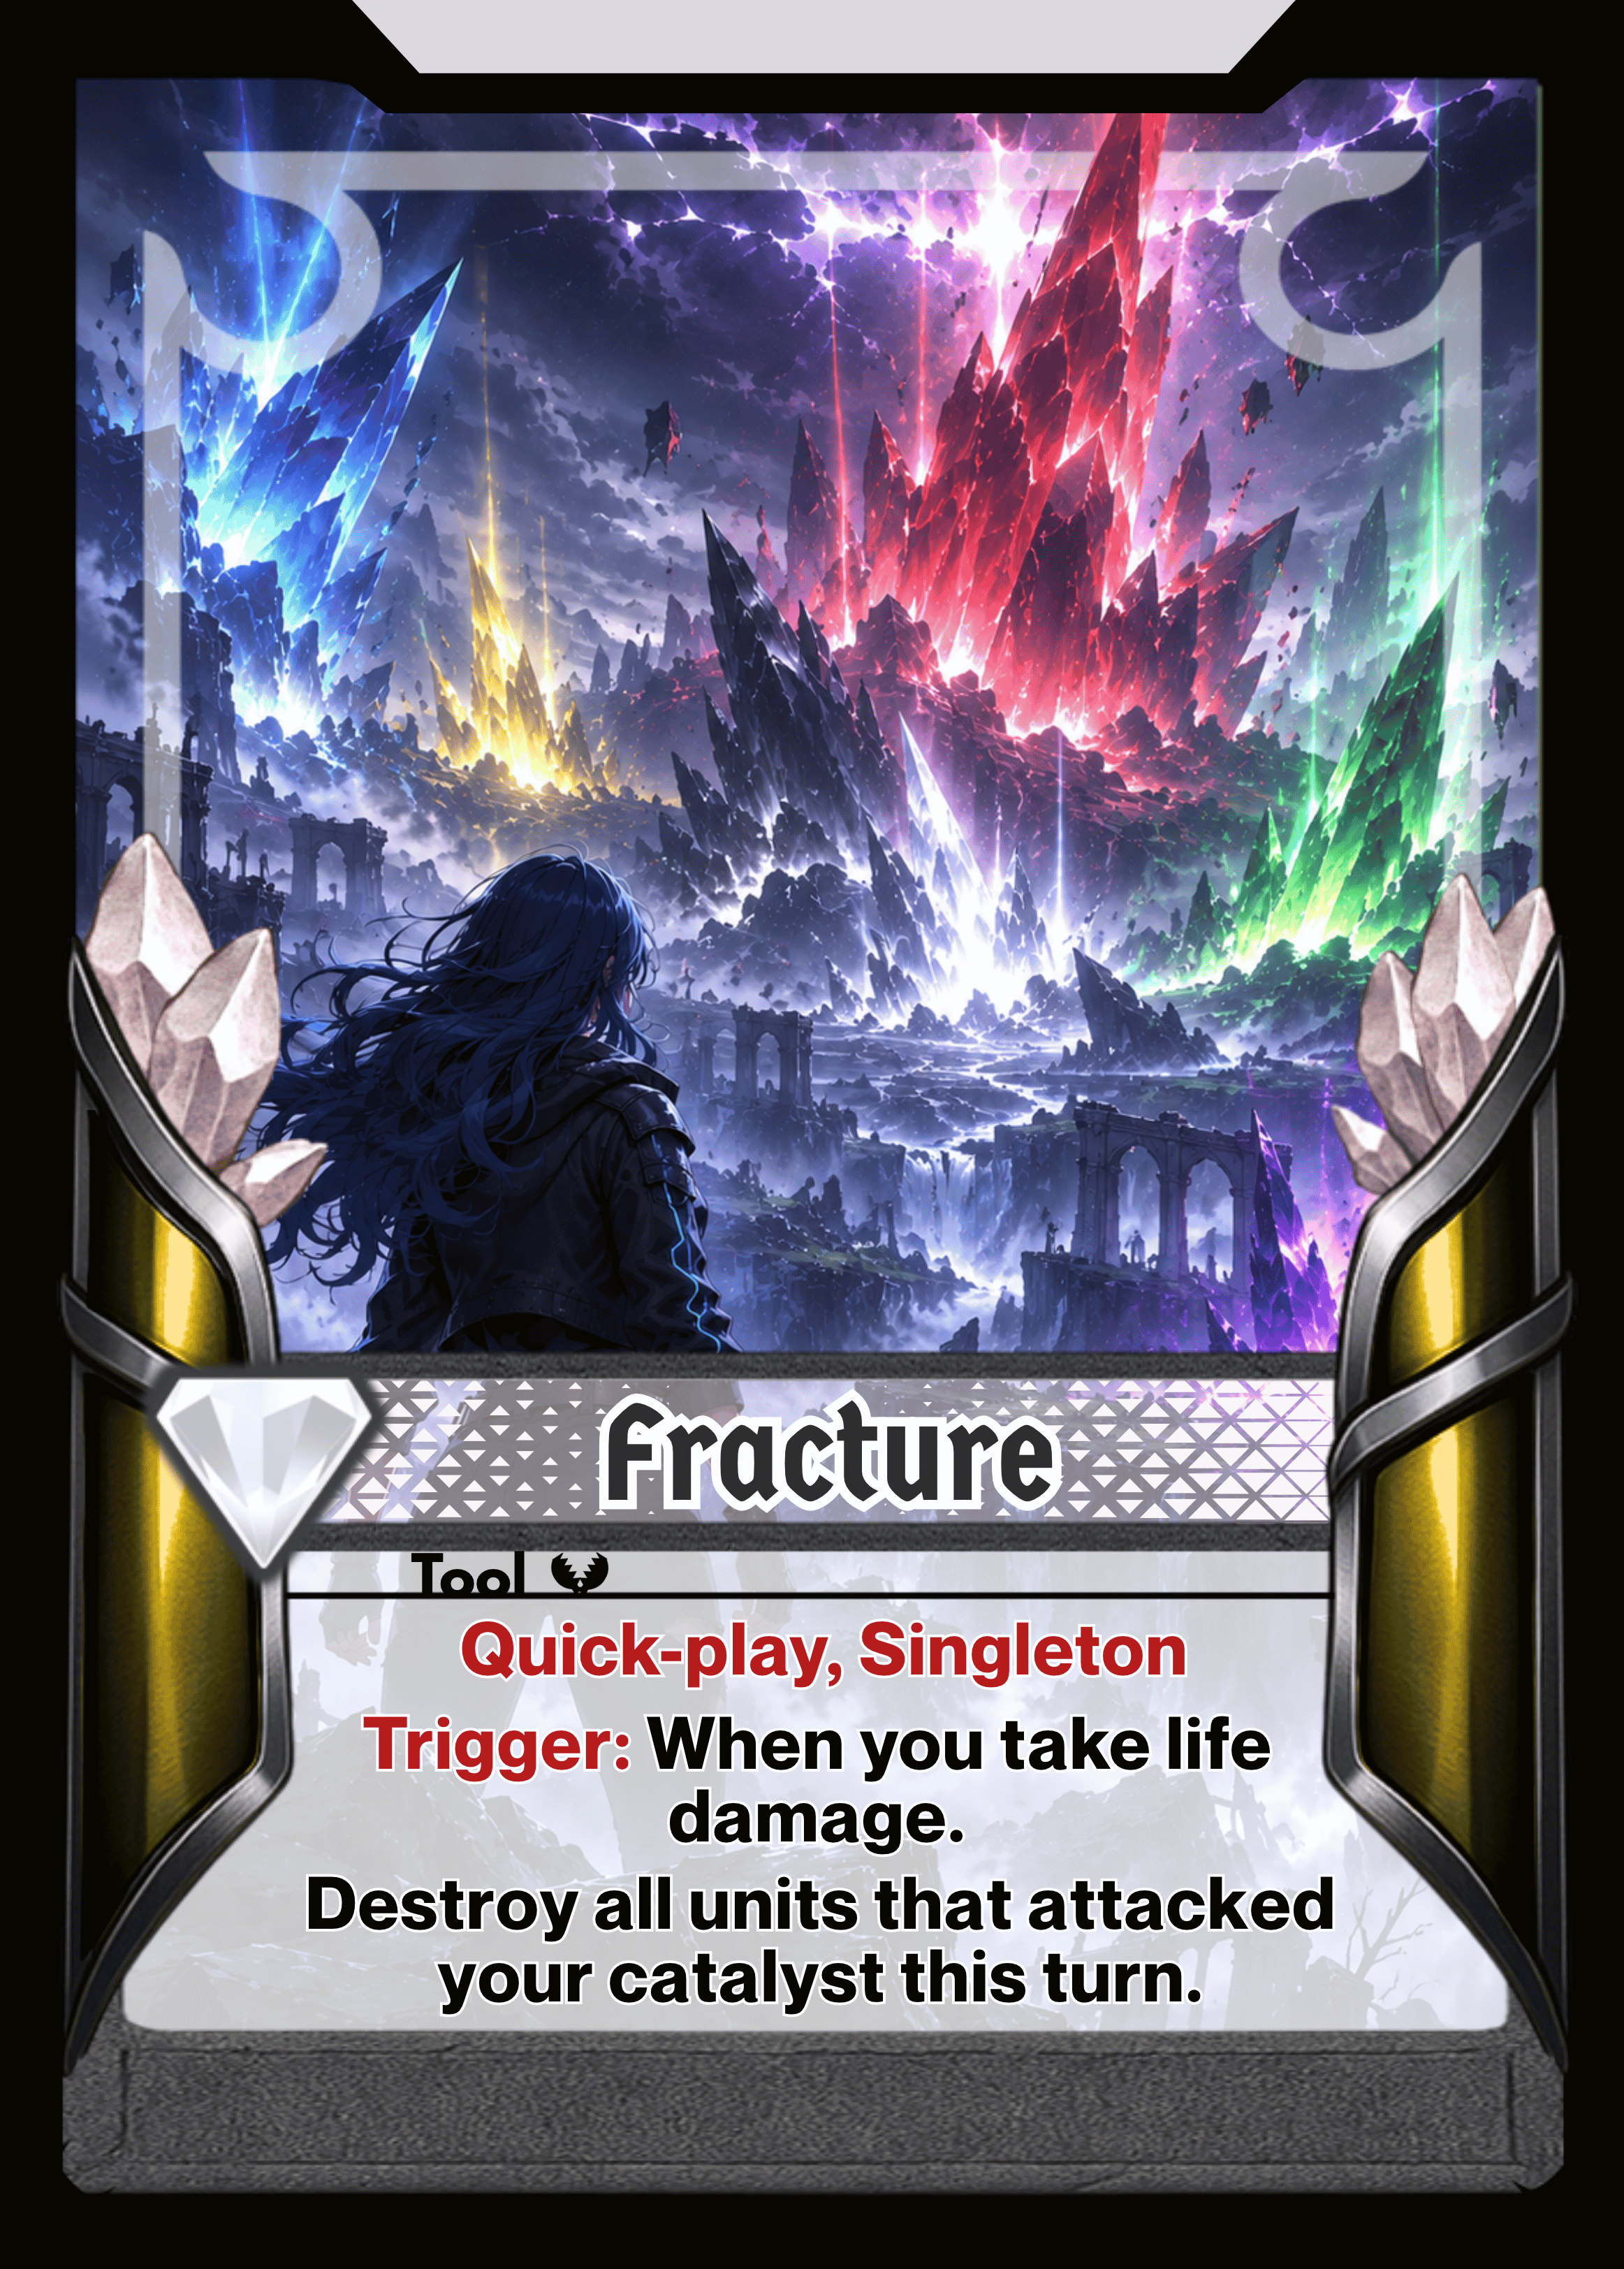 Fracture
Tool
Quick-play, Singleton
Trigger: When you take life
damage.
Destroy all units that attacked
your catalyst this turn.